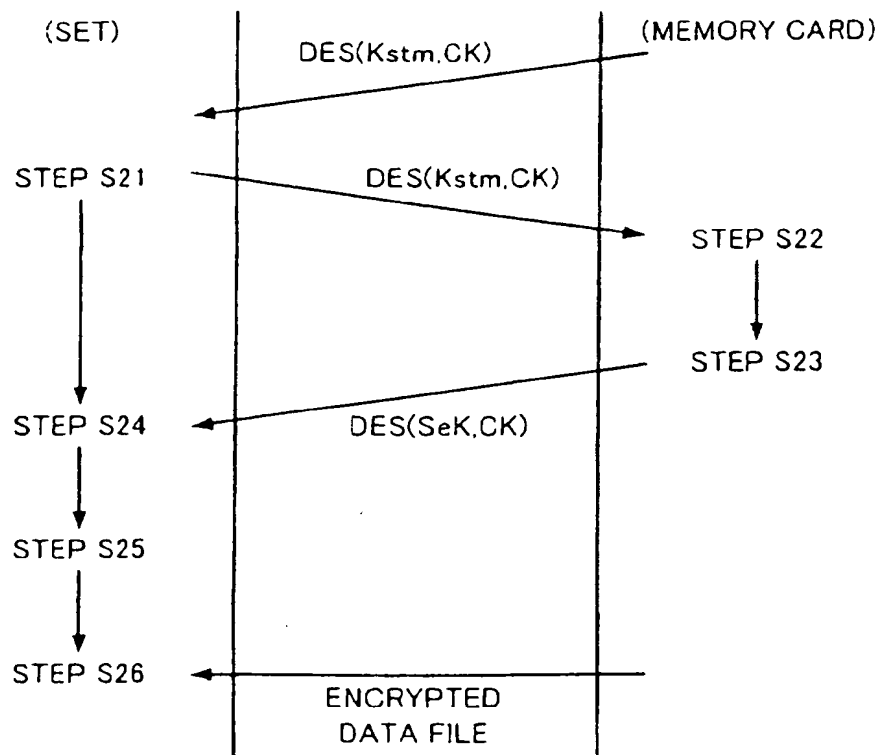 (SET)
(MEMORY CARD)
DES(Kstm,CK)
STEP S21
DES(Kstm,CK)
STEP S22
STEP S23
STEP S24
DES(SeK,CK)
STEP S25
STEP S26
ENCRYPTED
DATA FILE